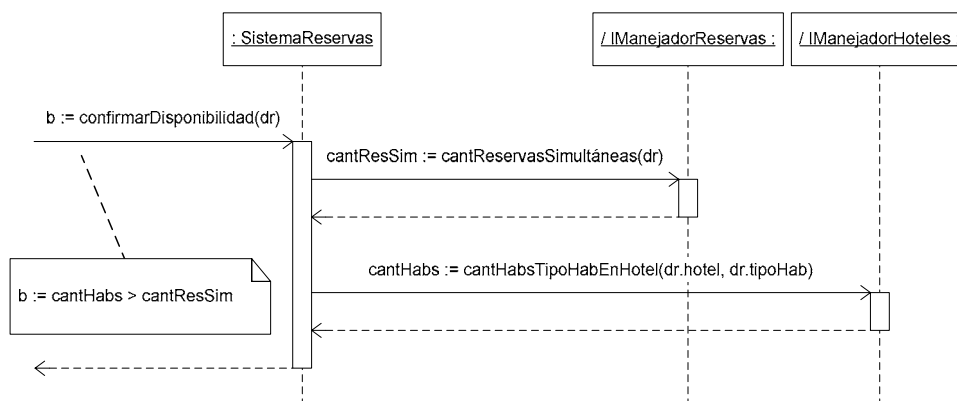 : SistemaReservas
/ IManejadorReservas :
/ IManejadorHoteles :
b := confirmarDisponibilidad(dr)
cantResSim := cantReservasSimultáneas(dr)
cantHabs := cantHabsTipoHabEnHotel(dr.hotel, dr.tipoHab)
b := cantHabs > cantResSim